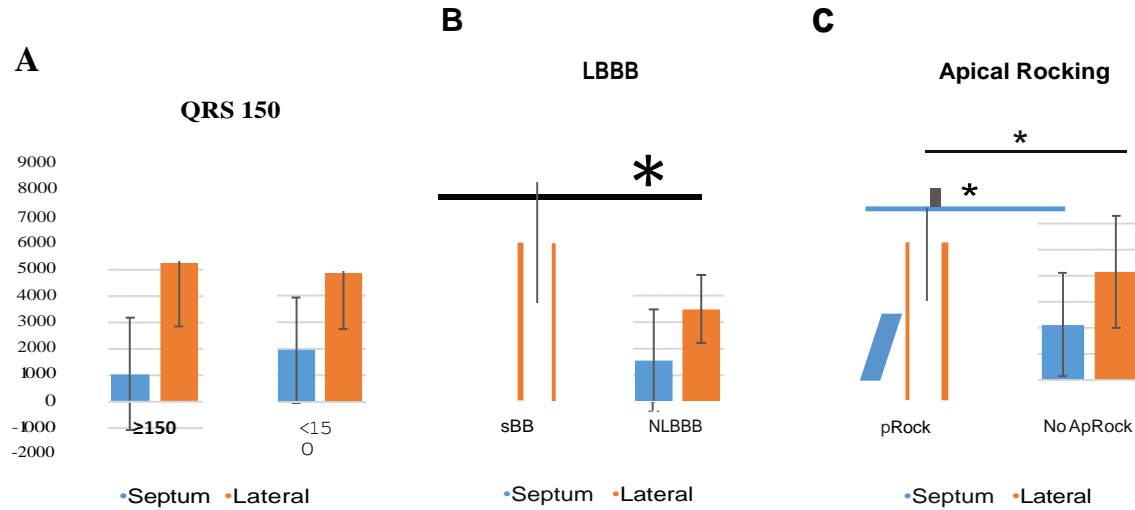 A
QRS 150
9000
8000
7000
6000
5000
4000
3000
2000
1000
0
-1000
-2000
≥150
<15
0
Septum Lateral
B
LBBB
*
sBB
NLBBB
Septum Lateral
C
Apical Rocking
*
*
pRock
No ApRock
Septum Lateral